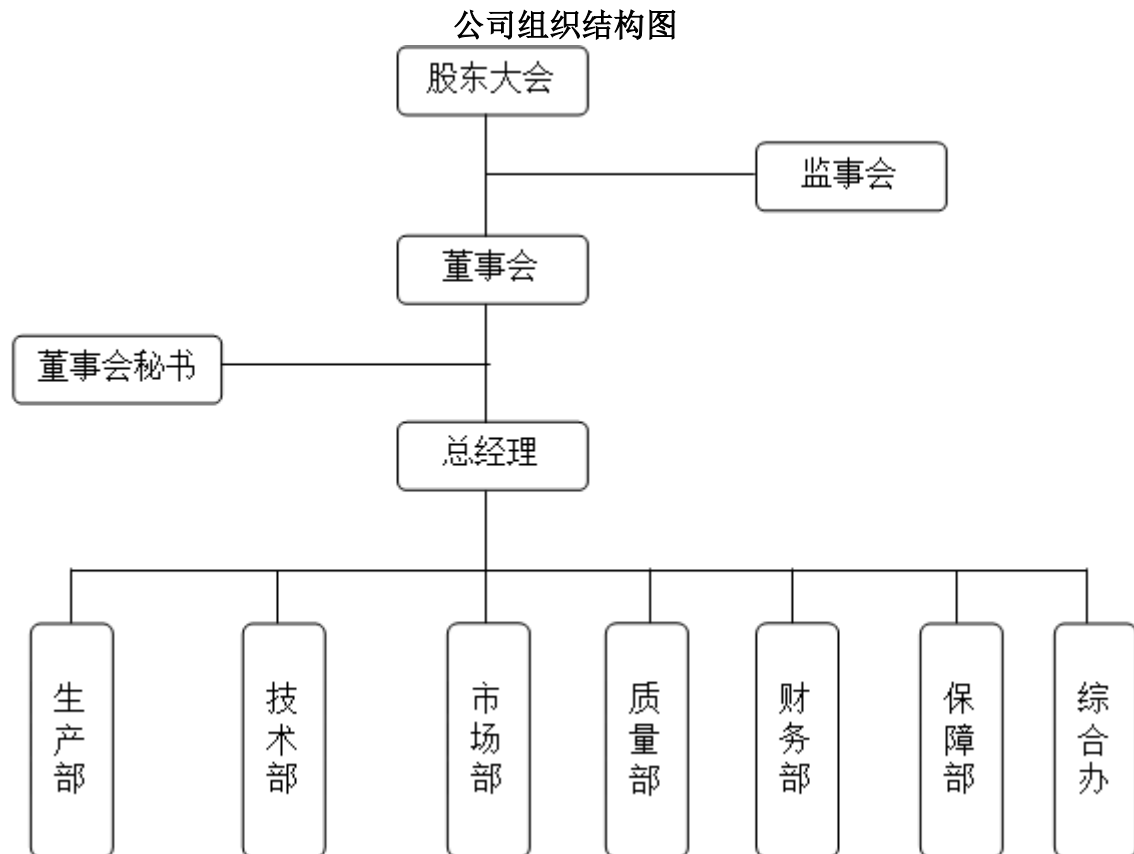 公司组织结构图
股东大会
监事会
董事会
董事会秘书
总经理
生产部
技术部
市场部
质量部
财务部
保障部
综合办